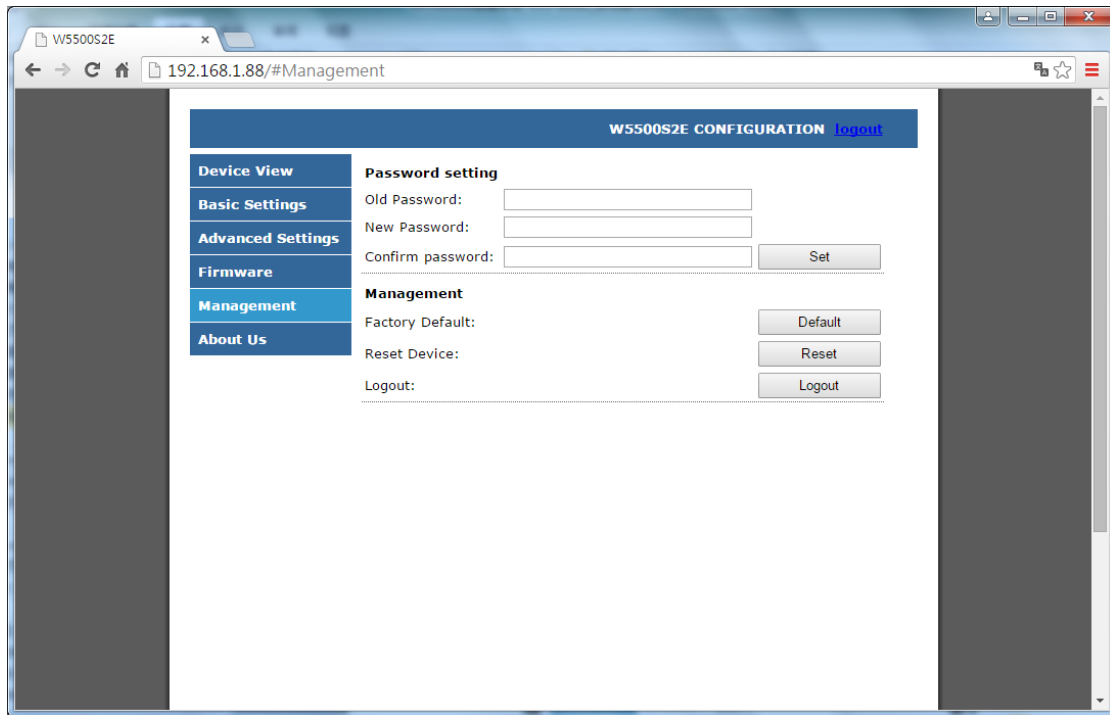 W5500S2E
192.168.1.88/#Management
W5500S2E CONFIGURATION logout
Device View
Basic Settings
Advanced Settings
Firmware
Management
About Us
Password setting
Old Password:
New Password:
Confirm password: Set
Management
Factory Default: Default
Reset Device: Reset
Logout: Logout